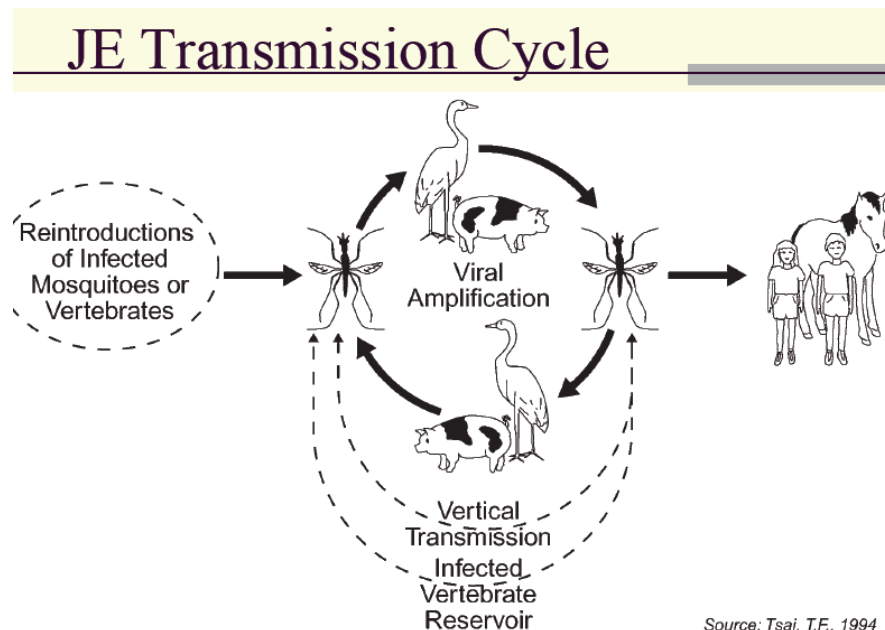 JE Transmission Cycle
Reintroductions
of Infected
Mosquitoes or
Vertebrates
Viral
Amplification
Vertical
Transmission
Infected
Vertebrate
Reservoir
Source: Tsai, T.F., 1994